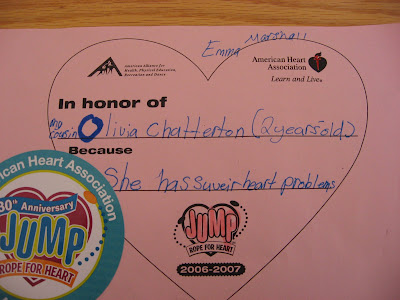 Emma Marshall
American Alliance for
Health, Physical Education,
Recreation and Dance
American Heart
Association
Learn and Live
In honor of
my cousin Olivia Chatterton (2 years old)
Because
She has suveir heart problems
JUMP
ROPE FOR HEART
2006-2007
American Heart Association
30th Anniversary
JUMP
ROPE FOR HEART